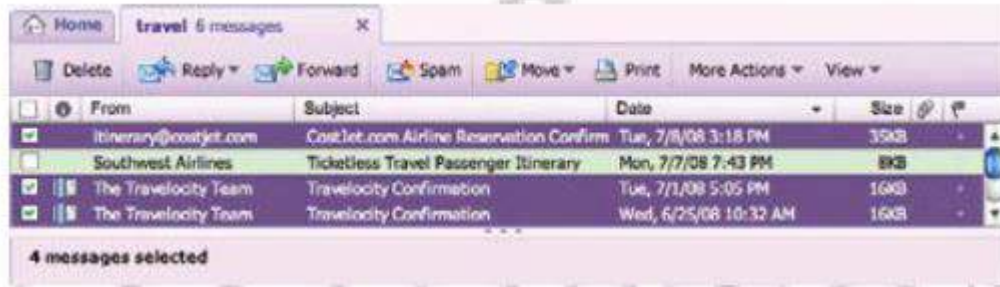 Home travel 6 messages X
Delete Reply Forward Spam Move Print More Actions View
From Subject Date Size
itinerary@costjet.com CostJet.com Airline Reservation Confirm Tue, 7/8/08 3:18 PM 35KB
Southwest Airlines Ticketless Travel Passenger Itinerary Mon, 7/7/08 7:43 PM 8KB
The Travelocity Team Travelocity Confirmation Tue, 7/1/08 5:05 PM 16KB
The Travelocity Team Travelocity Confirmation Wed, 6/25/08 10:32 AM 16KB
4 messages selected